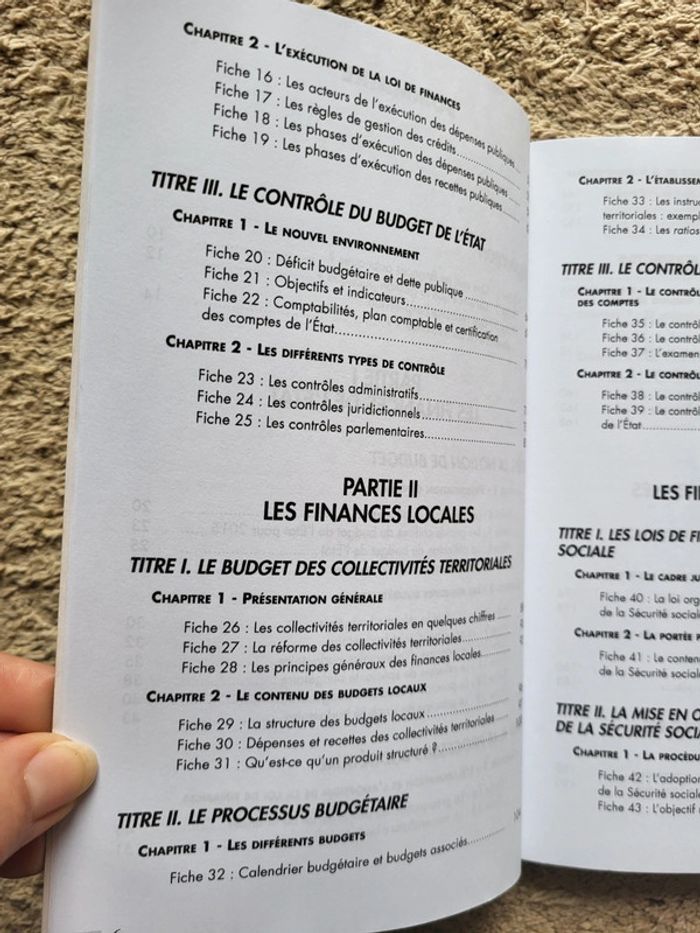 CHAPITRE 2 - L'EXÉCUTION DE LA LOI DE FINANCES
Fiche 16 : Les acteurs de l'exécution des dépenses publiques
Fiche 17 : Les règles de gestion des crédits
Fiche 18 : Les phases d'exécution des dépenses publiques
Fiche 19 : Les phases d'exécution des recettes publiques
TITRE III. LE CONTRÔLE DU BUDGET DE L'ÉTAT
CHAPITRE 1 - LE NOUVEL ENVIRONNEMENT
Fiche 20 : Déficit budgétaire et dette publique
Fiche 21 : Objectifs et indicateurs
Fiche 22 : Comptabilités, plan comptable et certification
des comptes de l'État
CHAPITRE 2 - LES DIFFÉRENTS TYPES DE CONTRÔLE
Fiche 23 : Les contrôles administratifs
Fiche 24 : Les contrôles juridictionnels
Fiche 25 : Les contrôles parlementaires
PARTIE II
LES FINANCES LOCALES
TITRE I. LE BUDGET DES COLLECTIVITÉS TERRITORIALES
CHAPITRE 1 - PRÉSENTATION GÉNÉRALE
Fiche 26 : Les collectivités territoriales en quelques chiffres
Fiche 27 : La réforme des collectivités territoriales
Fiche 28 : Les principes généraux des finances locales
CHAPITRE 2 - LE CONTENU DES BUDGETS LOCAUX
Fiche 29 : La structure des budgets locaux
Fiche 30 : Dépenses et recettes des collectivités territoriales
Fiche 31 : Qu'est-ce qu'un produit structuré ?
TITRE II. LE PROCESSUS BUDGÉTAIRE
CHAPITRE 1 - LES DIFFÉRENTS BUDGETS
Fiche 32 : Calendrier budgétaire et budgets associés
CHAPITRE 2 - L'ÉTABLISSEM
Fiche 33 : Les instruc
territoriales : exempl
Fiche 34 : Les ratios
TITRE III. LE CONTRÔL
CHAPITRE 1 - LE CONTRÔL
DES COMPTES
Fiche 35 : Le contrôl
Fiche 36 : Le contrôl
Fiche 37 : L'examen
CHAPITRE 2 - LE CONTRÔL
Fiche 38 : Le contrôl
Fiche 39 : Le contrôl
de l'État
LES FI
TITRE I. LES LOIS DE FI
SOCIALE
CHAPITRE 1 - LE CADRE JU
Fiche 40 : La loi org
de la Sécurité social
CHAPITRE 2 - LA PORTÉE P
Fiche 41 : Le contenu
de la Sécurité social
TITRE II. LA MISE EN O
DE LA SÉCURITÉ SOCIA
CHAPITRE 1 - LA PROCÉDU
Fiche 42 : L'adoption
de la Sécurité sociale
Fiche 43 : L'objectif